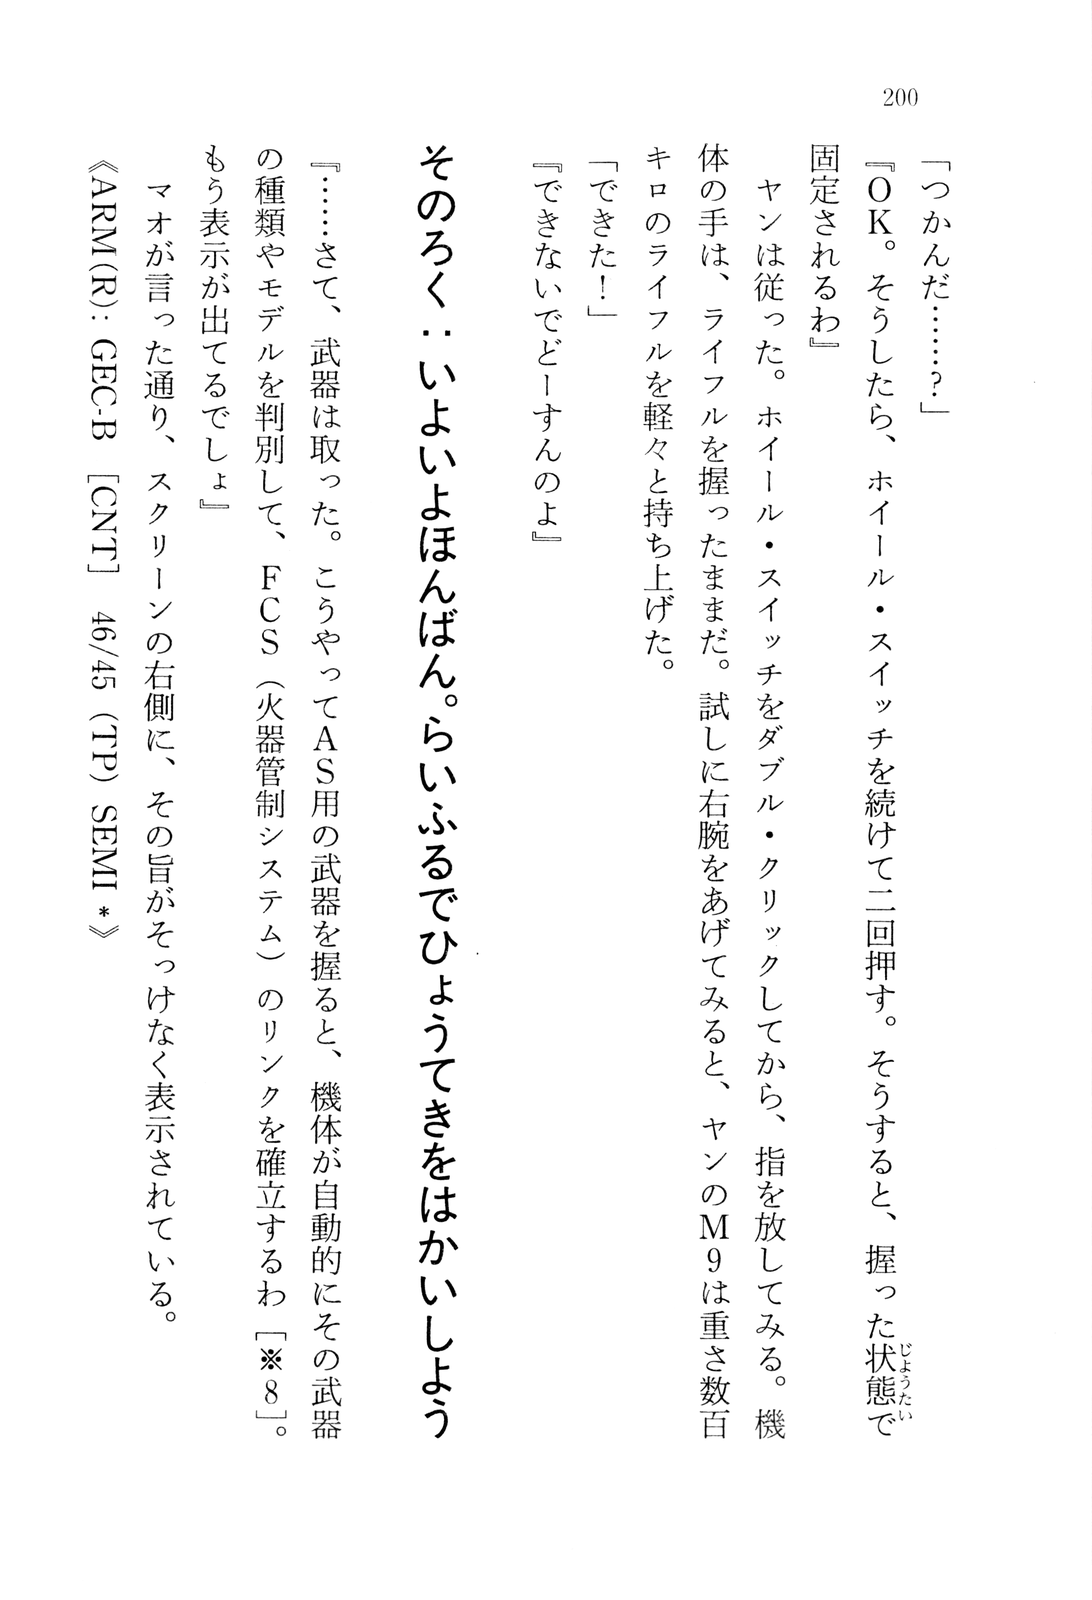 200
「つかんだ……?」
『OK。そうしたら、ホイール・スイッチを続けて二回押す。そうすると、握った状態で
じようたい
固定されるわ』
　ヤンは従った。ホイール・スイッチをダブル・クリックしてから、指を放してみる。機
体の手は、ライフルを握ったままだ。試しに右腕をあげてみると、ヤンのM9は重さ数百
キロのライフルを軽々と持ち上げた。
「できた!」
『できないでどーすんのよ』
そのろく：いよいよほんばん。らいふるでひょうてきをはかいしよう
『……さて、武器は取った。こうやってAS用の武器を握ると、機体が自動的にその武器
の種類やモデルを判別して、FCS（火器管制システム）のリンクを確立するわ［※8］。
もう表示が出てるでしょ』
　マオが言った通り、スクリーンの右側に、その旨がそっけなく表示されている。
《ARM(R): GEC-B　[CNT]　46/45 (TP) SEMI *》